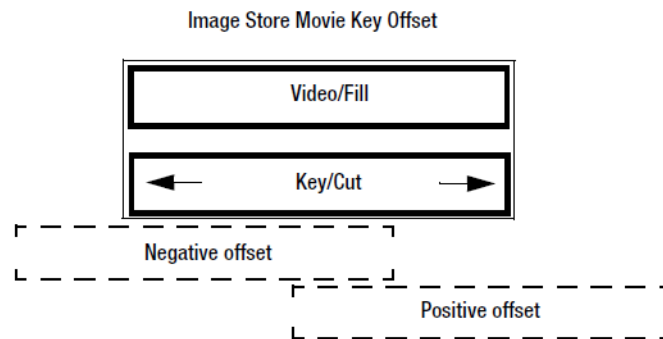 Image Store Movie Key Offset
Video/Fill
Key/Cut
Negative offset
Positive offset